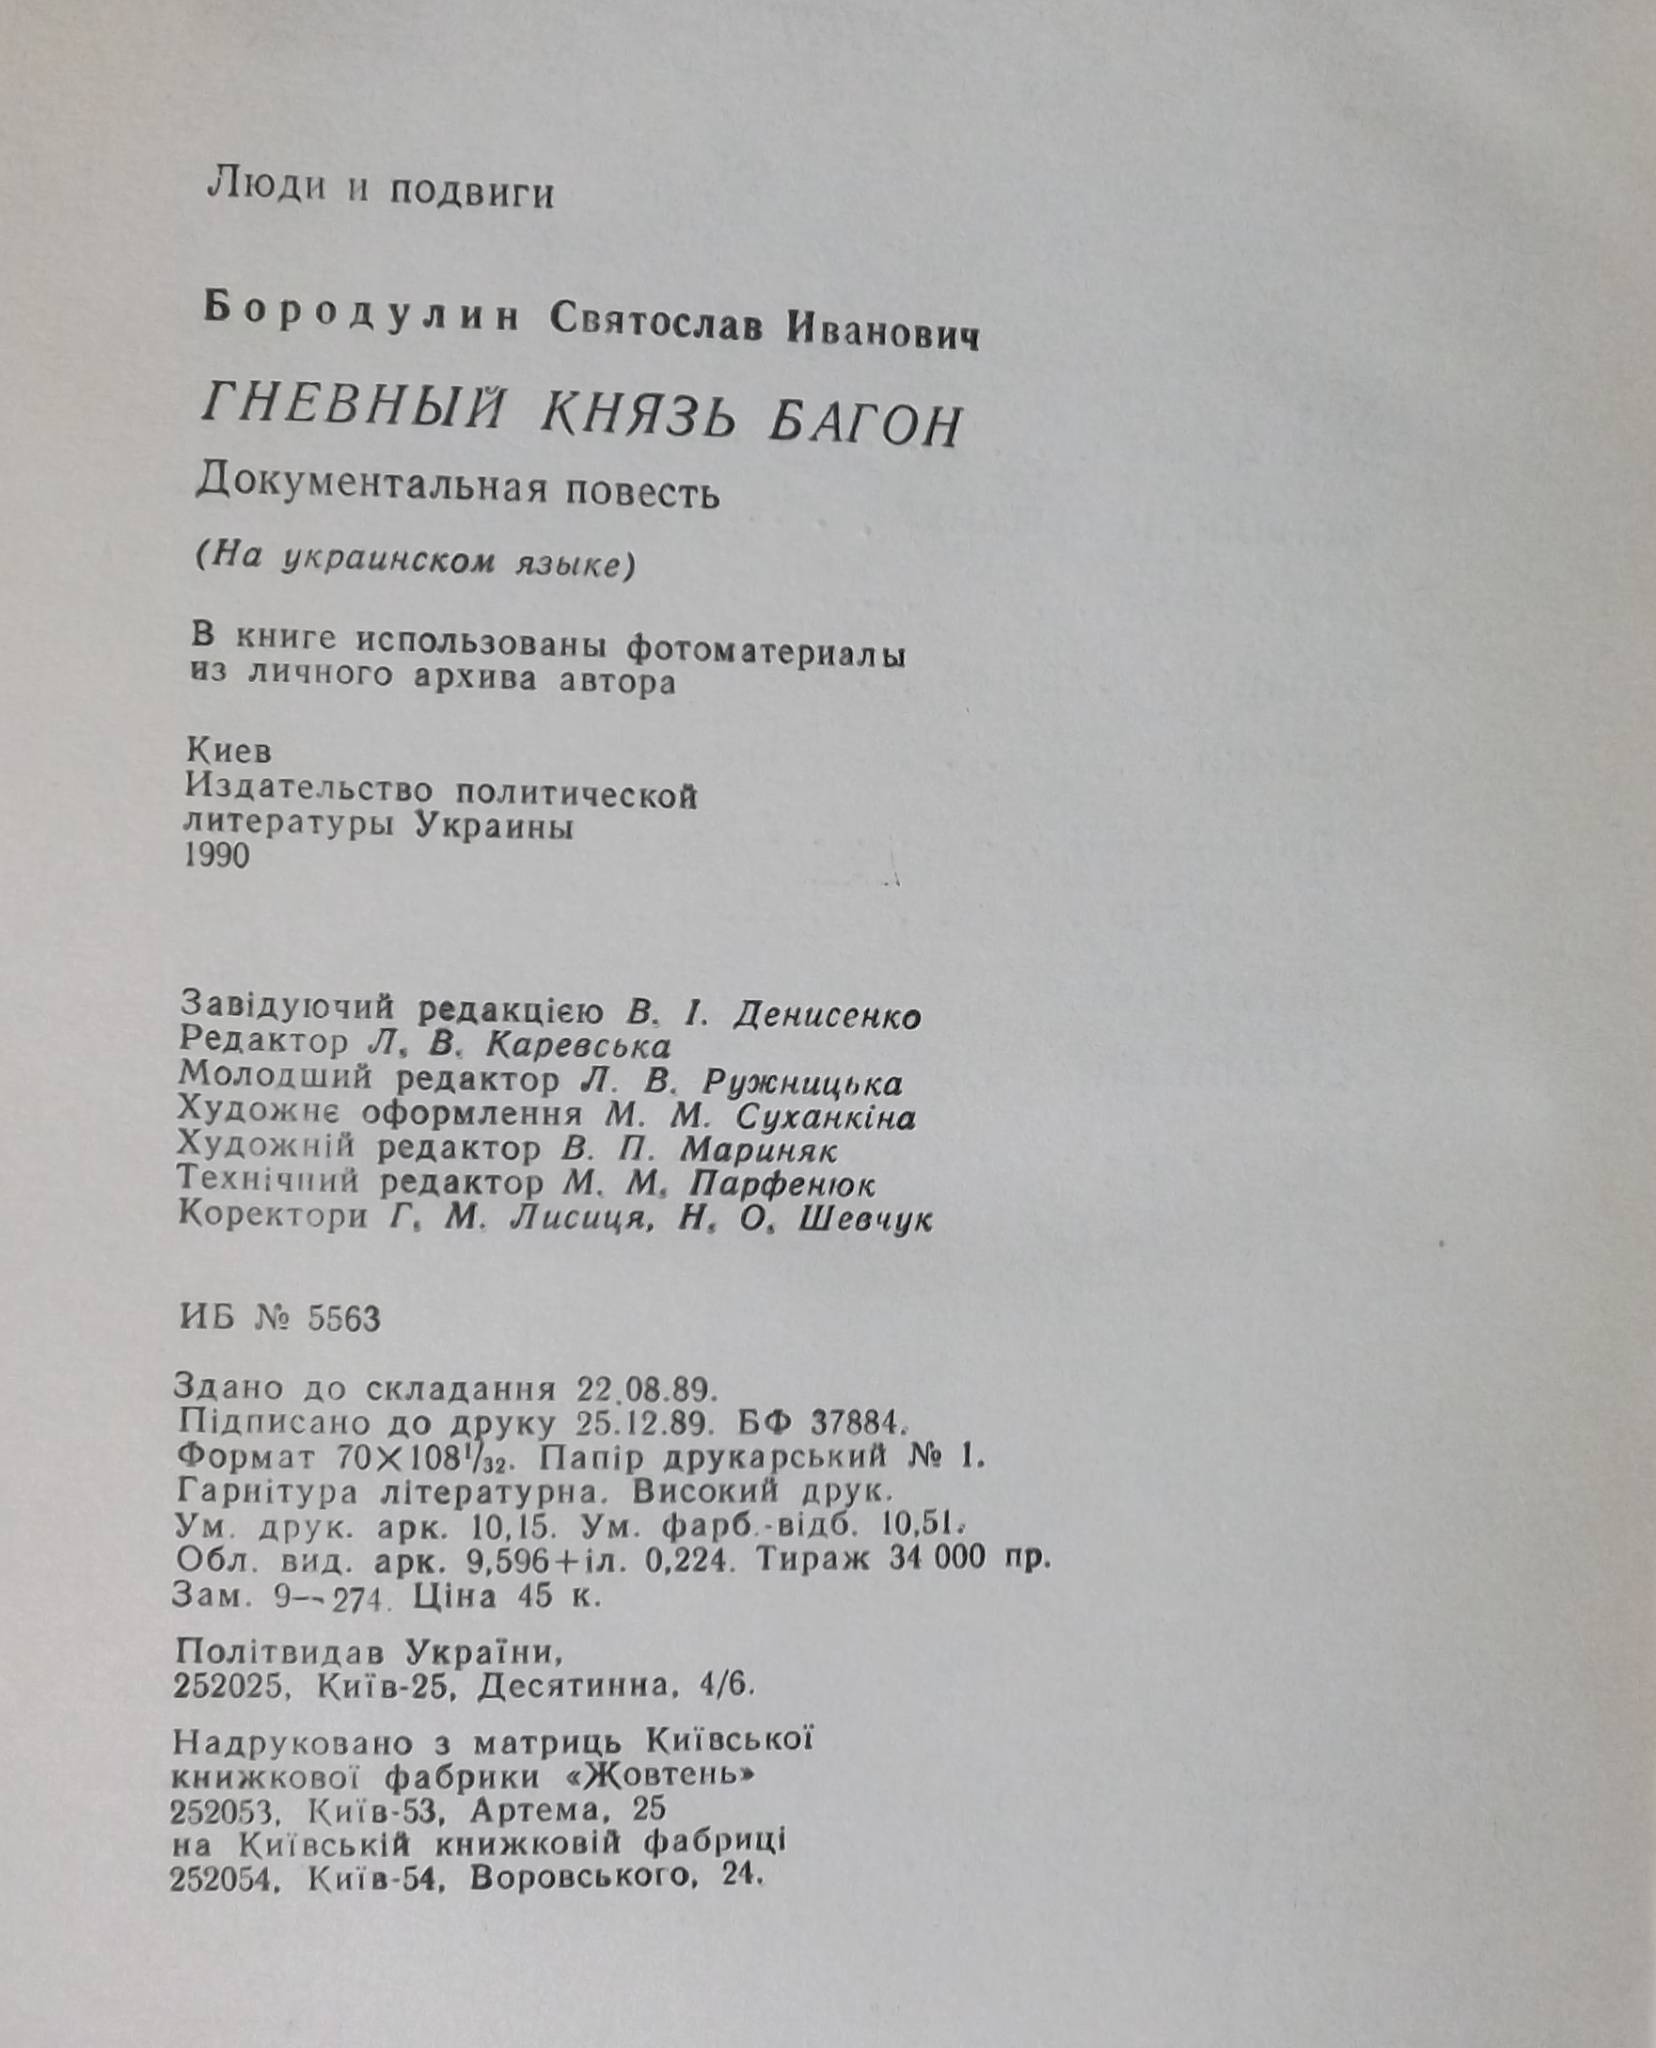 Люди и подвиги
Бородулин Святослав Иванович
ГНЕВНЫЙ КНЯЗЬ БАГОН
Документальная повесть
(На украинском языке)
В книге использованы фотоматериалы
из личного архива автора
Киев
Издательство политической
литературы Украины
1990
Завідуючий редакцією В. І. Денисенко
Редактор Л. В. Каревська
Молодший редактор Л. В. Ружницька
Художнє оформлення М. М. Суханкіна
Художній редактор В. П. Мариняк
Технічний редактор М. М. Парфенюк
Коректори Г. М. Лисиця, Н. О. Шевчук
ИБ № 5563
Здано до складання 22.08.89.
Підписано до друку 25.12.89. БФ 37884.
Формат 70×108¹/₃₂. Папір друкарський № 1.
Гарнітура літературна. Високий друк.
Ум. друк. арк. 10,15. Ум. фарб.-відб. 10,51.
Обл. вид. арк. 9,596+іл. 0,224. Тираж 34 000 пр.
Зам. 9—274. Ціна 45 к.
Політвидав України,
252025, Київ-25, Десятинна, 4/6.
Надруковано з матриць Київської
книжкової фабрики «Жовтень»
252053, Київ-53, Артема, 25
на Київській книжковій фабриці
252054, Київ-54, Воровського, 24.